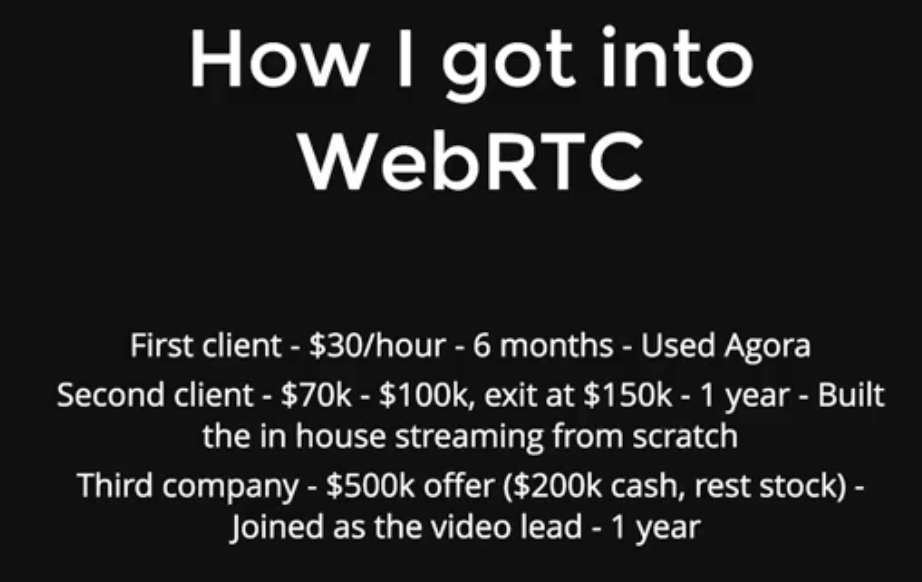 How I got into
WebRTC
First client - $30/hour - 6 months - Used Agora
Second client - $70k - $100k, exit at $150k - 1 year - Built
the in house streaming from scratch
Third company - $500k offer ($200k cash, rest stock) -
Joined as the video lead - 1 year